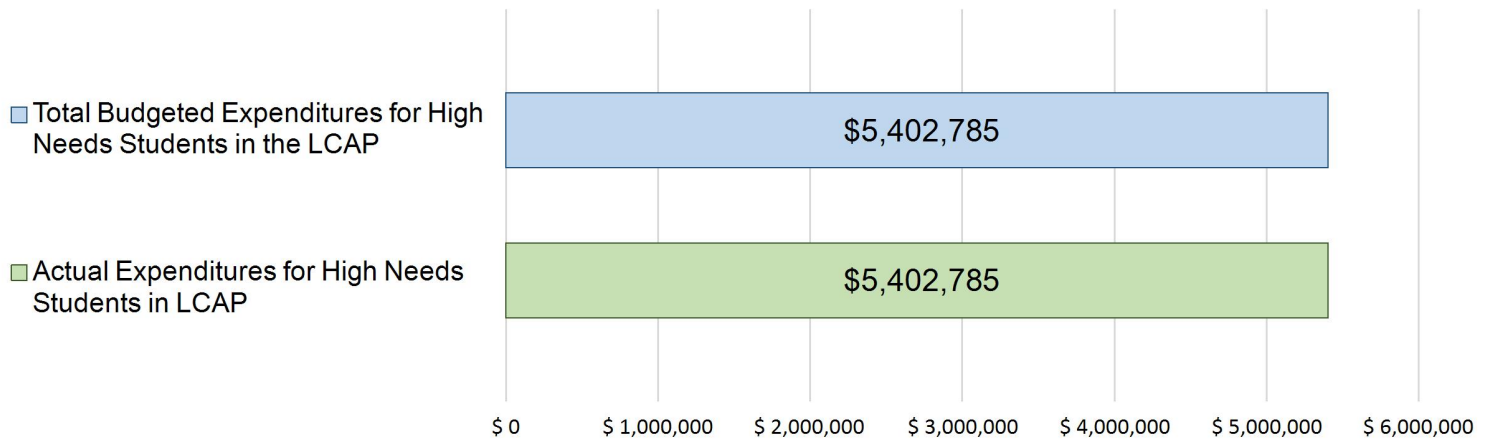 Total Budgeted Expenditures for High
Needs Students in the LCAP
$5,402,785
Actual Expenditures for High Needs
Students in LCAP
$5,402,785
$ 0 $ 1,000,000 $ 2,000,000 $ 3,000,000 $ 4,000,000 $ 5,000,000 $ 6,000,000